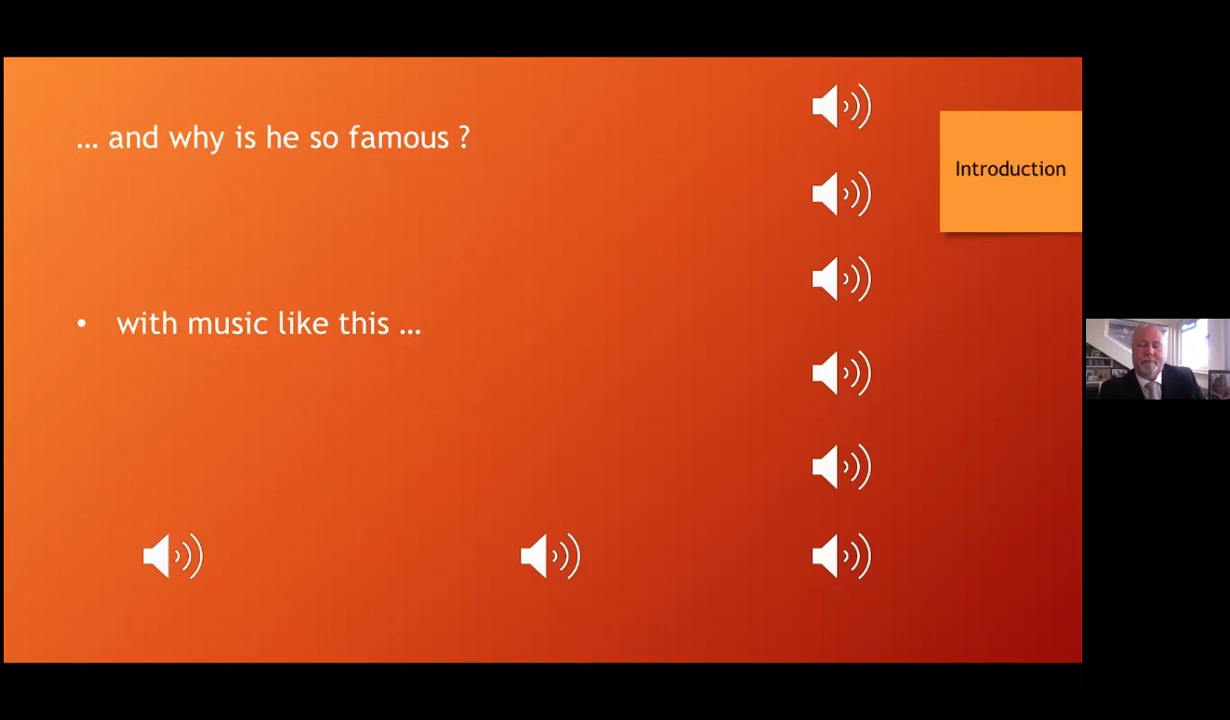 … and why is he so famous ?
Introduction
• with music like this …